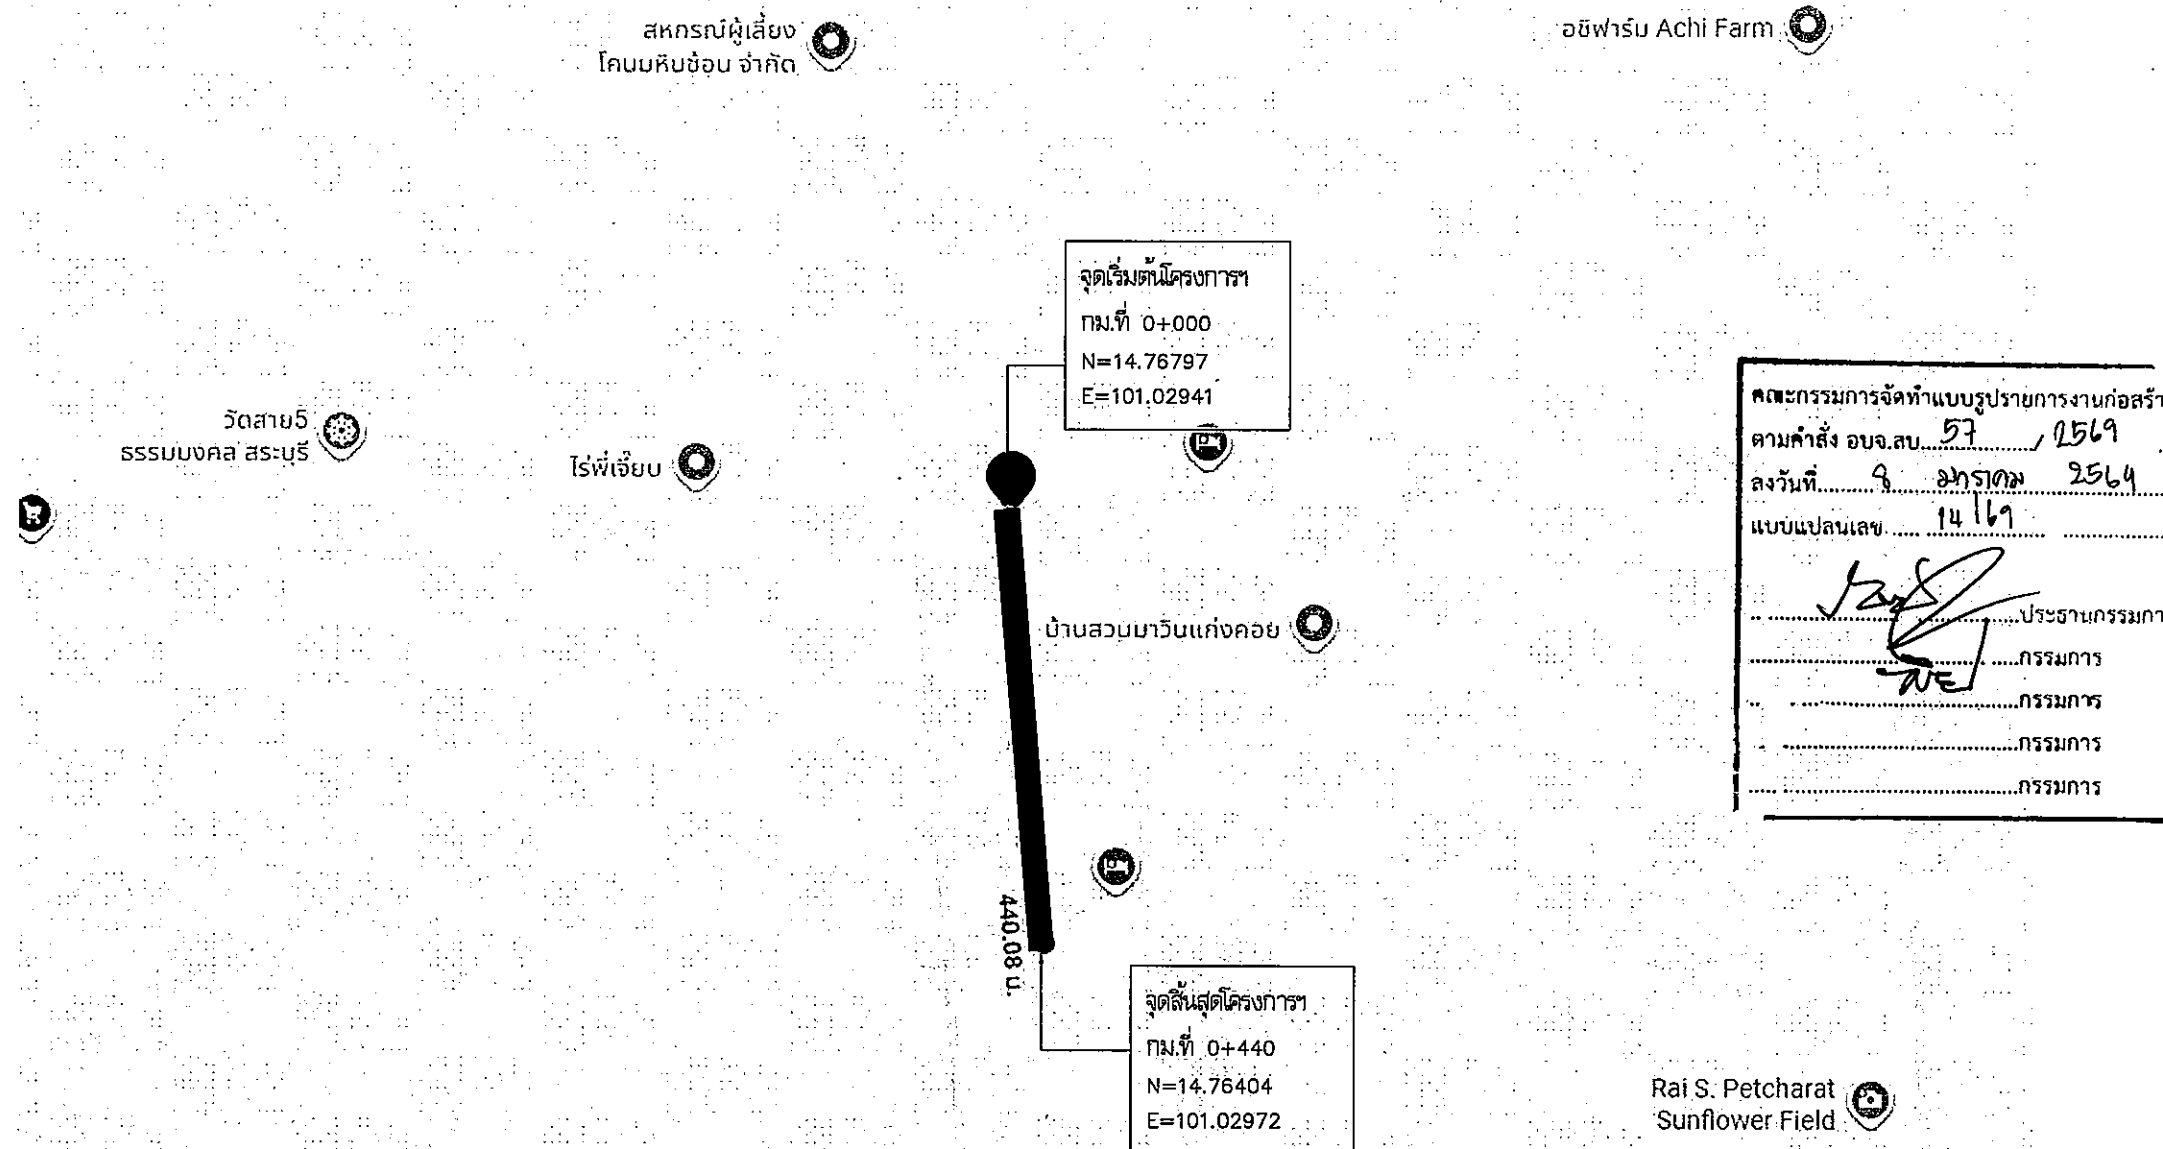 สหกรณ์ผู้เลี้ยง
โคนมหินซ้อน จำกัด
อชิฟาร์ม Achi Farm
จุดเริ่มต้นโครงการฯ
กม.ที่ 0+000
N=14.76797
E=101.02941
วัดสาย5
ธรรมมงคล สระบุรี
ไร่พี่เจี๊ยบ
คณะกรรมการจัดทำแบบรูปรายการงานก่อสร้า
ตามคำสั่ง อบจ.สบ. 57 / 2569
ลงวันที่ 8 มกราคม 2569
แบบแปลนเลข 14/69
ประธานกรรมกา
กรรมการ
กรรมการ
กรรมการ
กรรมการ
บ้านสวนมาวินแก่งคอย
440.08 ม.
จุดสิ้นสุดโครงการฯ
กม.ที่ 0+440
N=14.76404
E=101.02972
Rai S. Petcharat
Sunflower Field